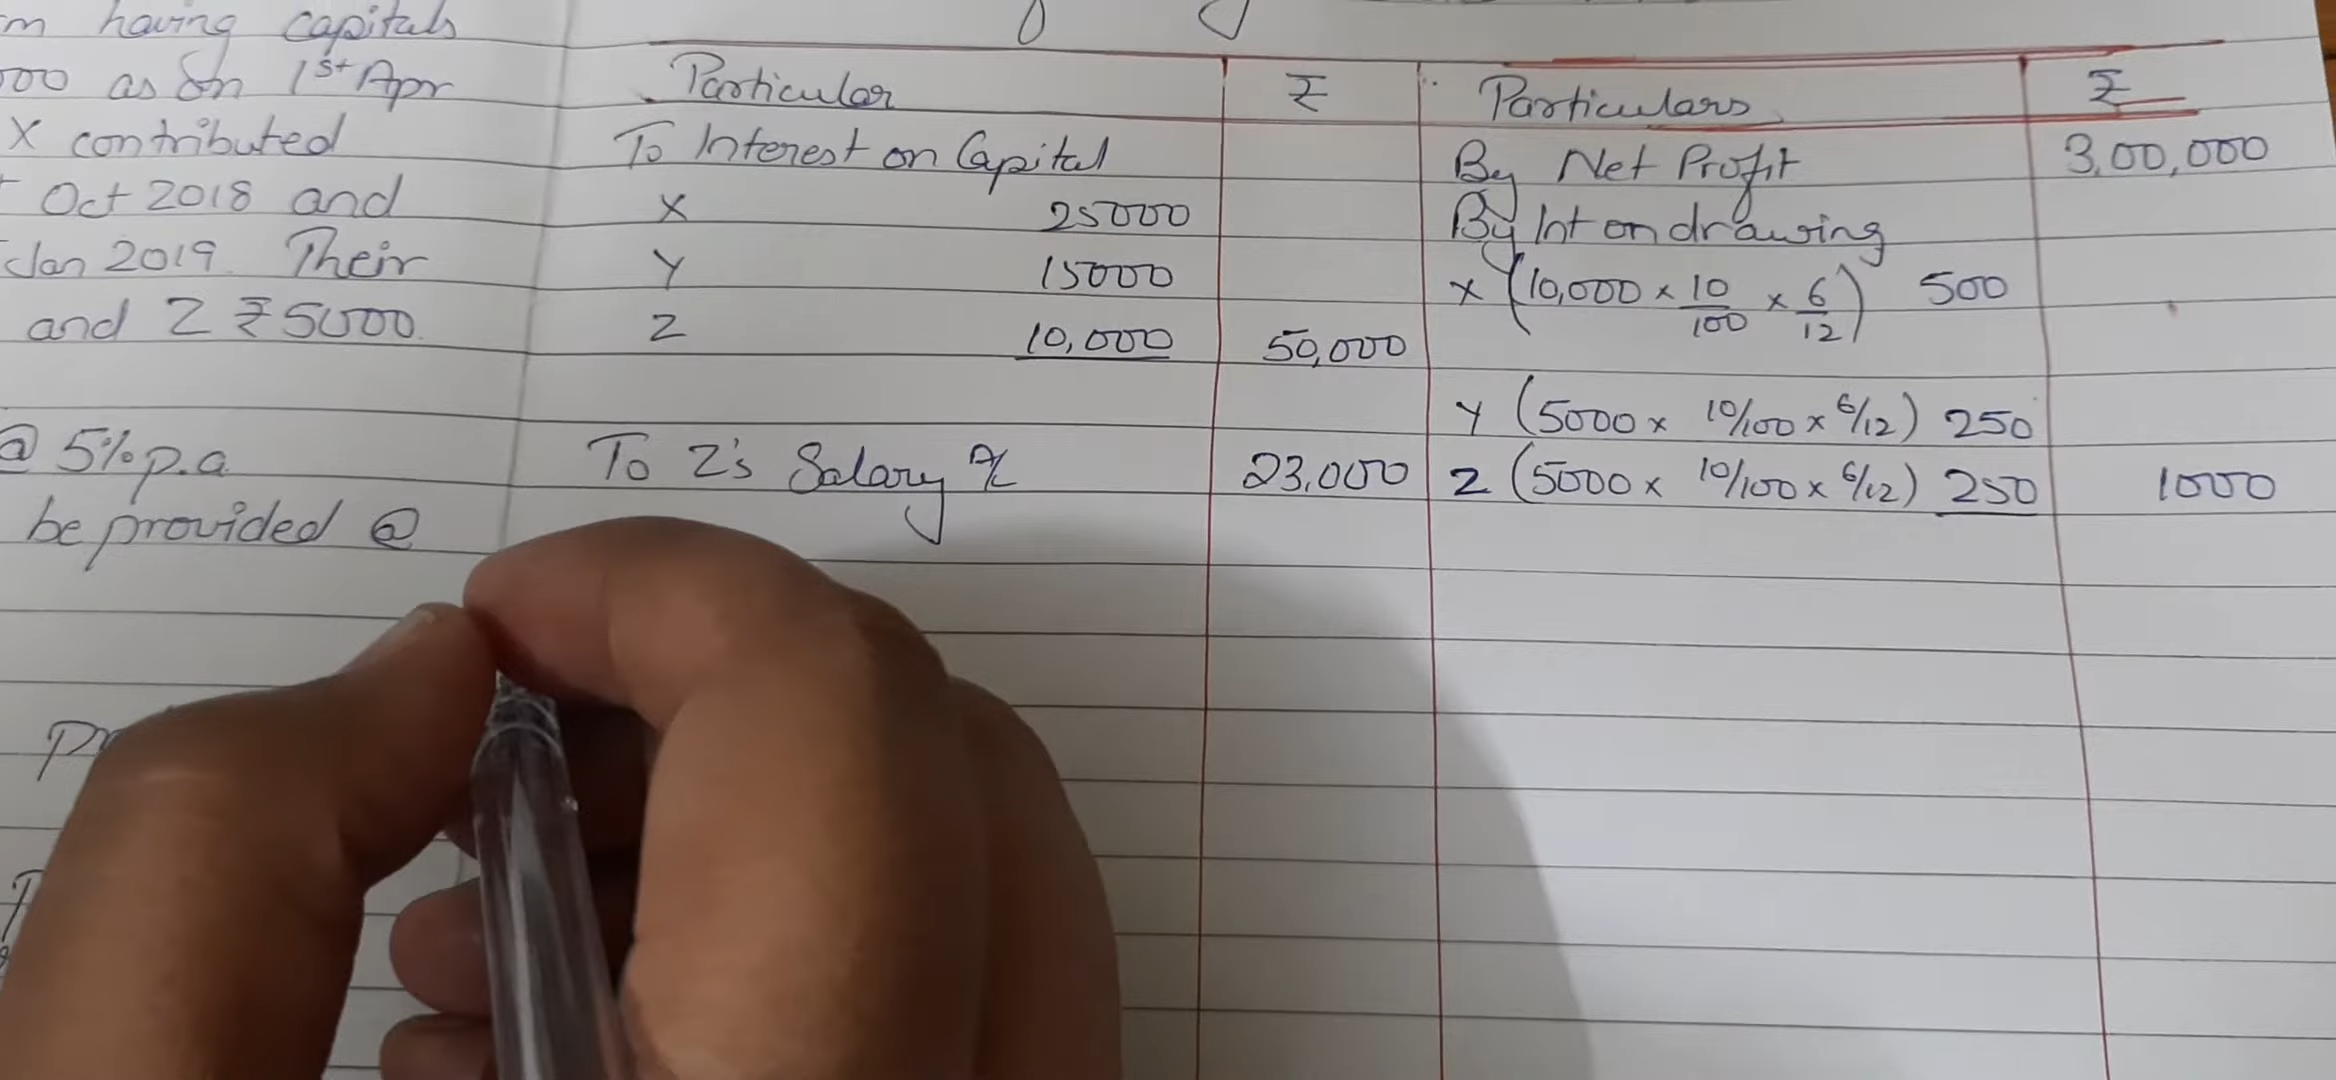 m having capitals
000 as on 1st Apr
X contributed
Oct 2018 and
Jan 2019. Their
and Z ₹5000.
@ 5% p.a
be provided @
Particular ₹ Particulars ₹
To Interest on Capital By Net Profit 3,00,000
X 25000 By Int on drawing
Y 15000 X (10,000 × 10/100 × 6/12) 500
Z 10,000 50,000
Y (5000 × 10/100 × 6/12) 250
To Z's Salary A/c 23,000 Z (5000 × 10/100 × 6/12) 250 1000